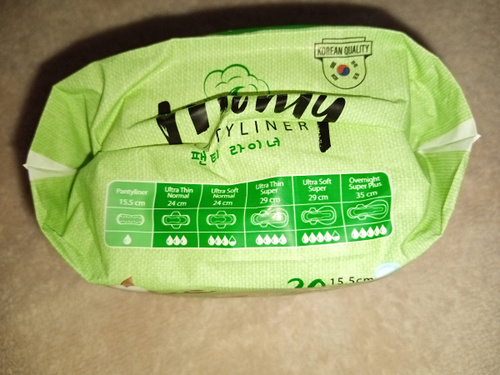 KOREAN QUALITY
TYLINER
팬티 라이너
Pantyliner
15.5 cm
Ultra Thin
Normal
24 cm
Ultra Soft
Normal
24 cm
Ultra Thin
Super
29 cm
Ultra Soft
Super
29 cm
Overnight
Super Plus
35 cm
15,5cm